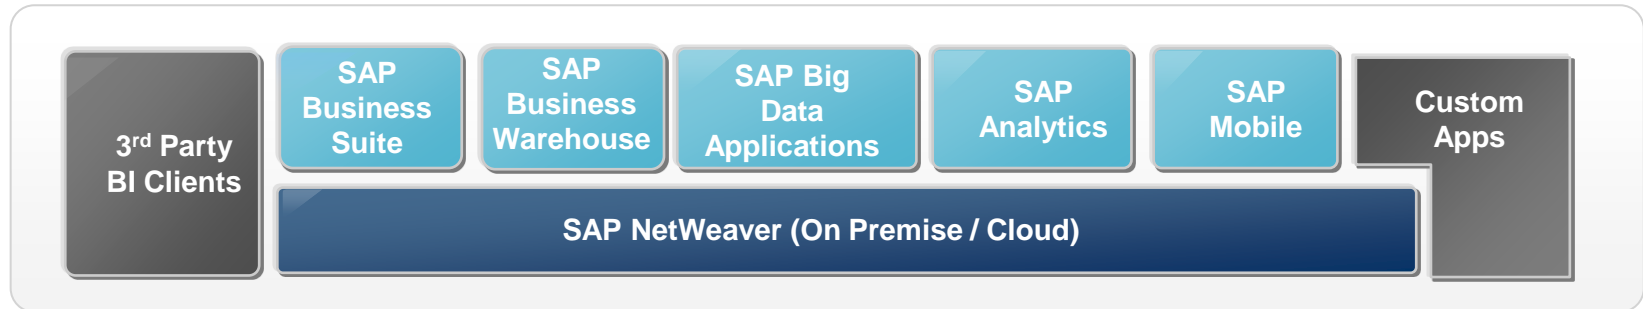 3rd Party
BI Clients
SAP
Business
Suite
SAP
Business
Warehouse
SAP Big
Data
Applications
SAP
Analytics
SAP
Mobile
Custom
Apps
SAP NetWeaver (On Premise / Cloud)